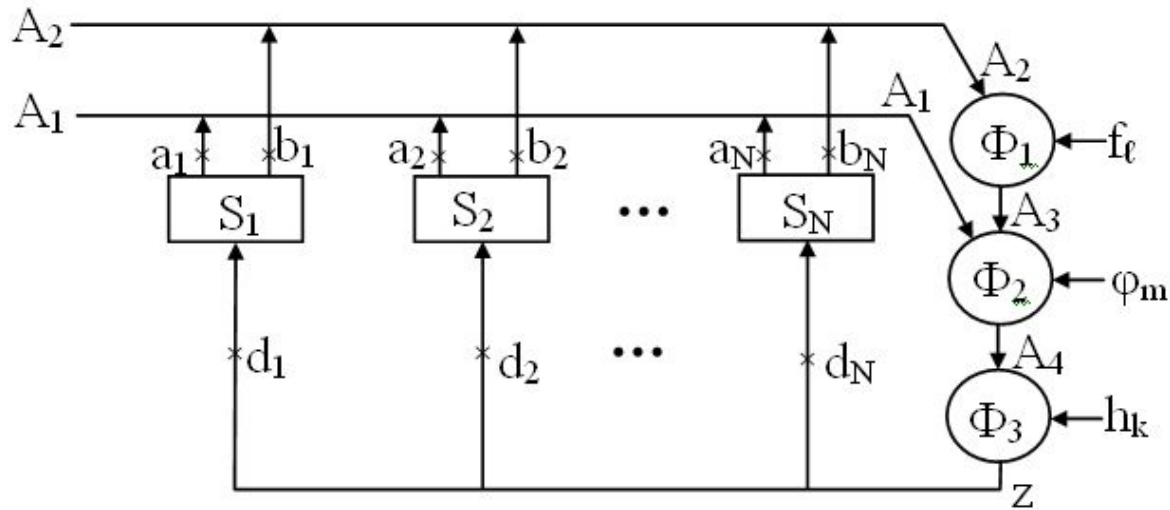 A₂
A₂
A₁
A₁
Φ₁
fℓ
a₁
b₁
a₂
b₂
aN
bN
S₁
S₂
•••
SN
A₃
Φ₂
φm
d₁
d₂
•••
dN
A₄
Φ₃
hk
z